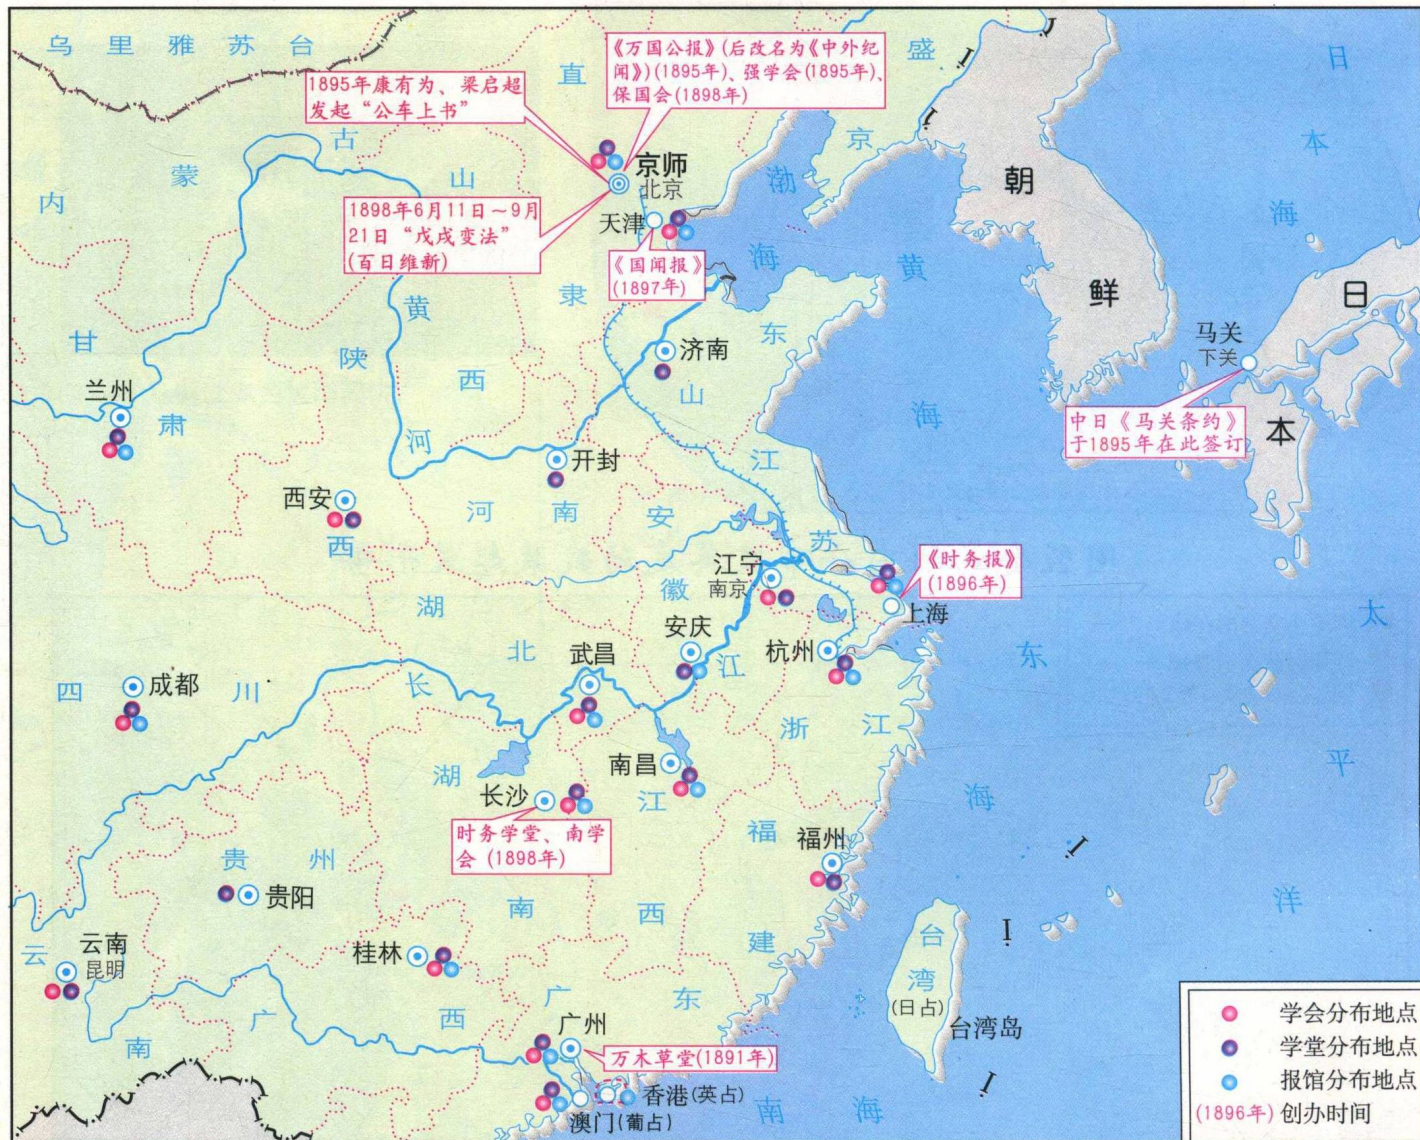 乌里雅苏台
直
盛
京
《万国公报》(后改名为《中外纪
闻》)(1895年)、强学会(1895年)、
保国会(1898年)
1895年康有为、梁启超
发起“公车上书”
日
本
海
内
蒙
古
山
西
京师
北京
渤
海
朝
鲜
1898年6月11日～9月
21日“戊戌变法”
(百日维新)
天津
《国闻报》
(1897年)
隶
黄
海
日
本
马关
下关
中日《马关条约》
于1895年在此签订
甘
肃
兰州
陕
西
黄
河
济南
山
东
开封
西安
河南
安
徽
江
苏
江宁
南京
《时务报》
(1896年)
上海
湖
北
安庆
杭州
武昌
长
江
东
海
太
平
洋
四川
成都
浙江
湖
南
南昌
长沙
江
西
时务学堂、南学
会(1898年)
福
建
福州
贵州
贵阳
云
南
云南
昆明
桂林
广
西
广
东
台
湾
(日占)
台湾岛
广州
万木草堂(1891年)
香港(英占)
澳门(葡占)
南海
学会分布地点
学堂分布地点
报馆分布地点
(1896年) 创办时间